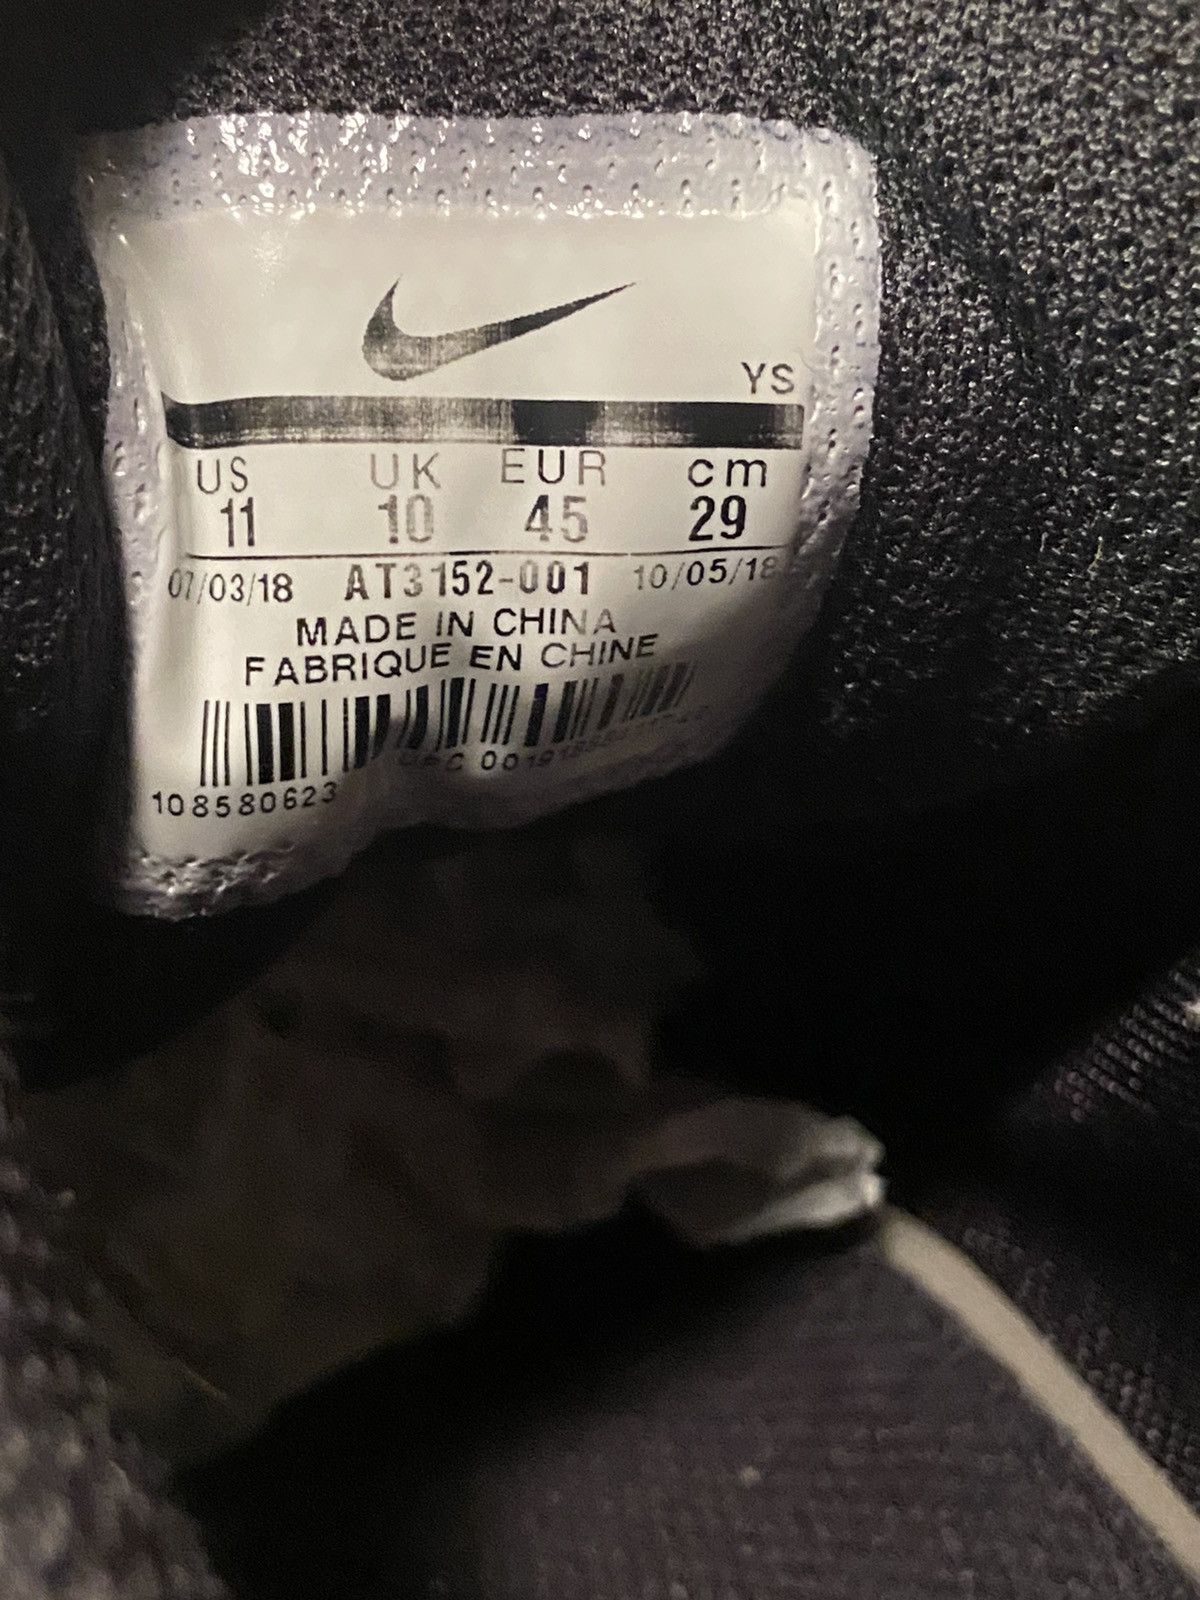 YS
US UK EUR cm
11 10 45 29
07/03/18 AT3152-001 10/05/18
MADE IN CHINA
FABRIQUE EN CHINE
UPC
108580623